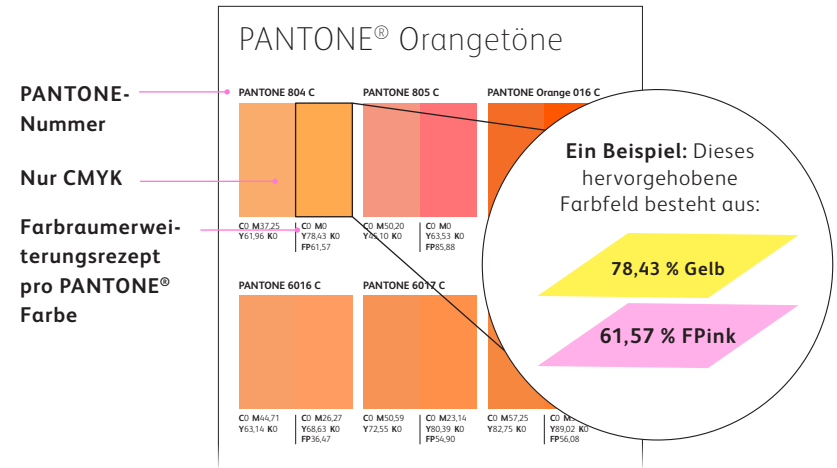 PANTONE® Orangetöne
PANTONE-
Nummer
Nur CMYK
Farbraumerwei-
terungsrezept
pro PANTONE®
Farbe
PANTONE 804 C
C0 M37,25
Y61,96 K0
C0 M0
Y78,43 K0
FP61,57
PANTONE 805 C
C0 M50,20
Y45,10 K0
C0 M0
Y63,53 K0
FP85,88
PANTONE Orange 016 C
Ein Beispiel: Dieses
hervorgehobene
Farbfeld besteht aus:
78,43 % Gelb
61,57 % FPink
PANTONE 6016 C
C0 M44,71
Y63,14 K0
C0 M26,27
Y68,63 K0
FP36,47
PANTONE 6017 C
C0 M50,59
Y72,55 K0
C0 M23,14
Y80,39 K0
FP54,90
C0 M57,25
Y82,75 K0
C0
Y89,02 K0
FP56,08